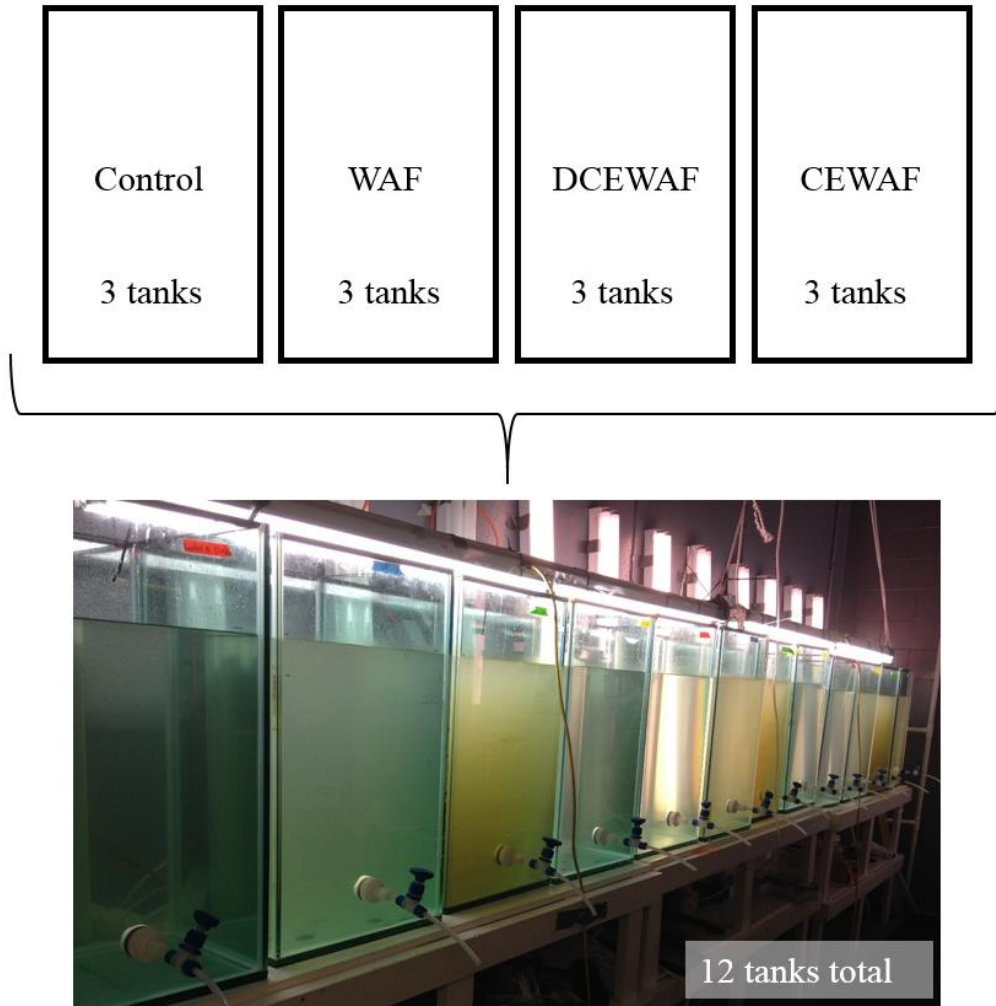 Control
3 tanks
WAF
3 tanks
DCEWAF
3 tanks
CEWAF
3 tanks
12 tanks total